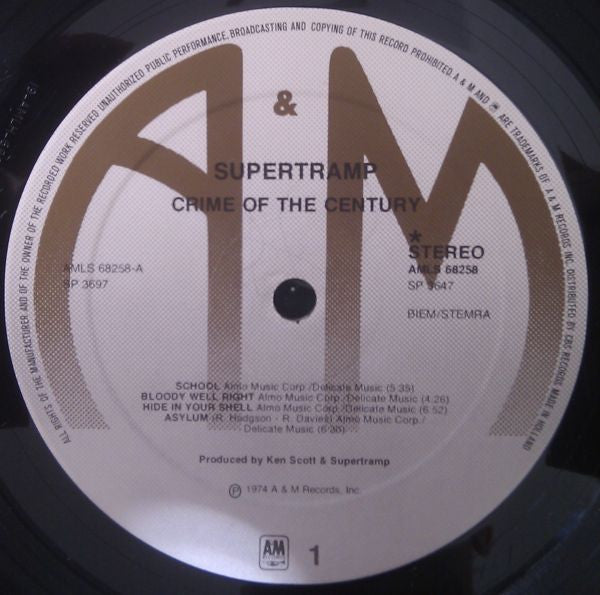 ALL RIGHTS OF THE MANUFACTURER AND OF THE OWNER OF THE RECORDED WORK RESERVED UNAUTHORIZED PUBLIC PERFORMANCE, BROADCASTING AND COPYING OF THIS RECORD PROHIBITED. A & M AND ARE TRADEMARKS OF A & M RECORDS INC. DISTRIBUTED BY CBS RECORDS. MADE IN HOLLAND
A & M
SUPERTRAMP
CRIME OF THE CENTURY
*
STEREO
AMLS 68258-A
SP 3697
AMLS 68258
SP 3647
BIEM/STEMRA
SCHOOL Almo Music Corp./Delicate Music (5.35)
BLOODY WELL RIGHT Almo Music Corp./Delicate Music (4.26)
HIDE IN YOUR SHELL Almo Music Corp./Delicate Music (6.52)
ASYLUM (R. Hodgson - R. Davies) Almo Music Corp./
Delicate Music (6.30)
Produced by Ken Scott & Supertramp
℗ 1974 A & M Records, Inc.
AM
1